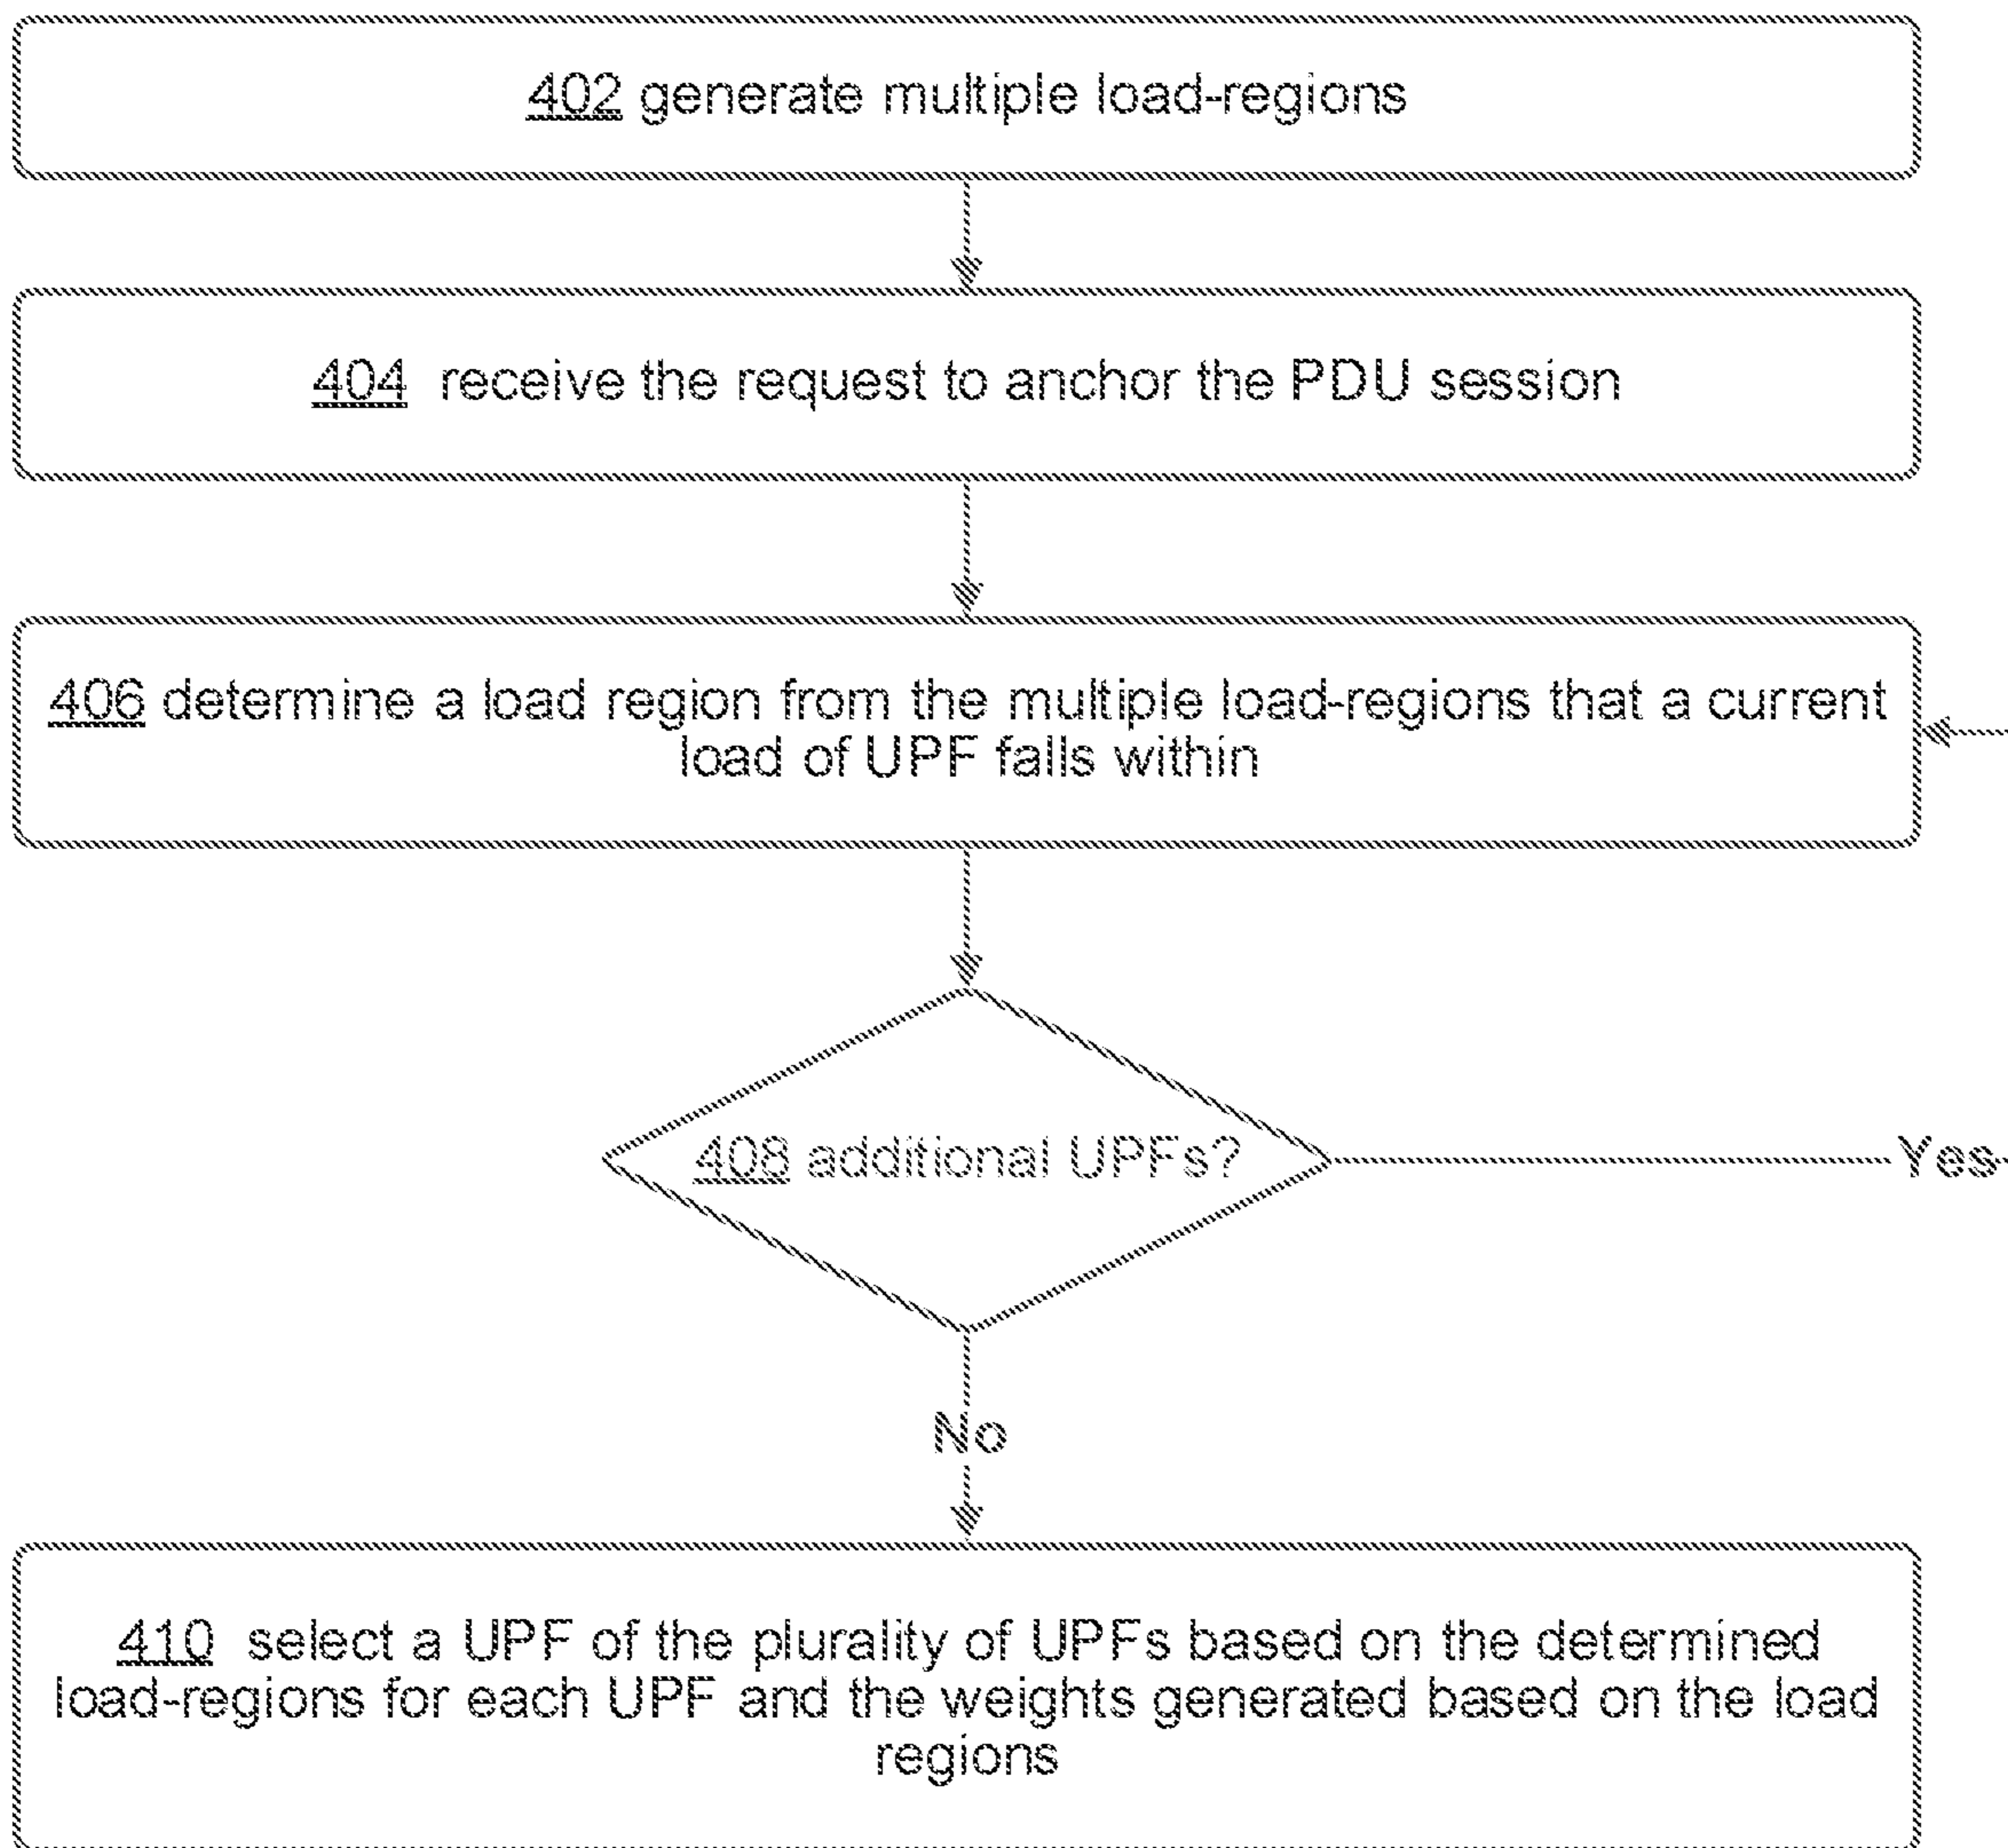 402 generate multiple load-regions
404 receive the request to anchor the PDU session
406 determine a load region from the multiple load-regions that a current
load of UPF falls within
408 additional UPFs?
Yes
No
410 select a UPF of the plurality of UPFs based on the determined
load-regions for each UPF and the weights generated based on the load
regions